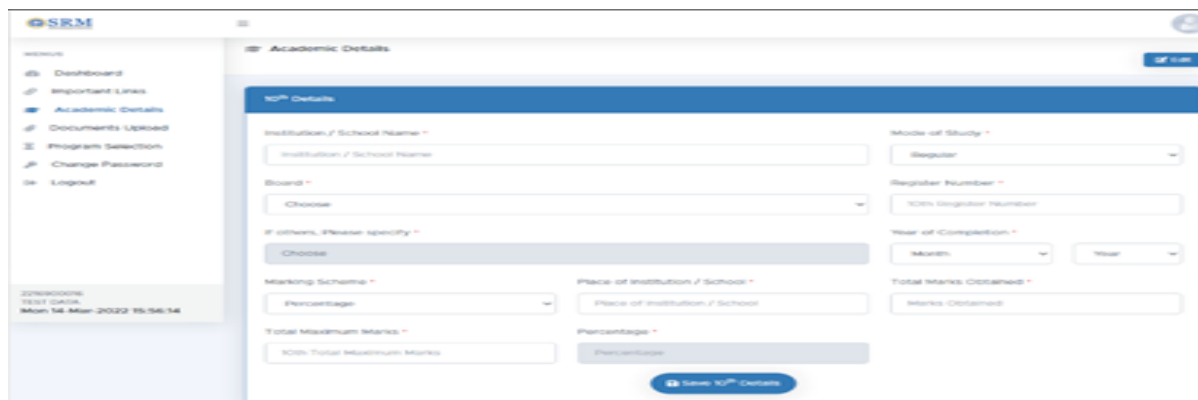 SRM
MENUS
Dashboard
Important Links
Academic Details
Documents Upload
Program Selection
Change Password
Logout
TEST DATA
Mon 14-Mar-2022 15:56:14
Academic Details
Edit
10th Details
Institution / School Name *
Mode of Study *
Institution / School Name
Regular
Board *
Register Number *
Choose
10th Register Number
If others, Please specify *
Year of Completion *
Choose
Month
Year
Marking Scheme *
Place of Institution / School *
Total Marks Obtained *
Percentage
Place of Institution / School
Marks Obtained
Total Maximum Marks *
Percentage *
10th Total Maximum Marks
Percentage
Save 10th Details